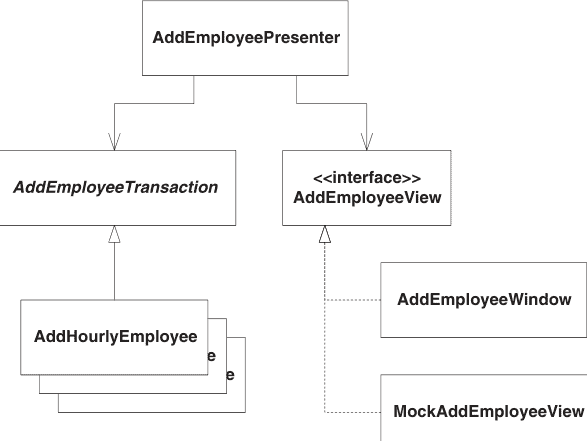 AddEmployeePresenter
AddEmployeeTransaction
<<interface>>
AddEmployeeView
AddEmployeeWindow
AddHourlyEmployee
e
e
MockAddEmployeeView